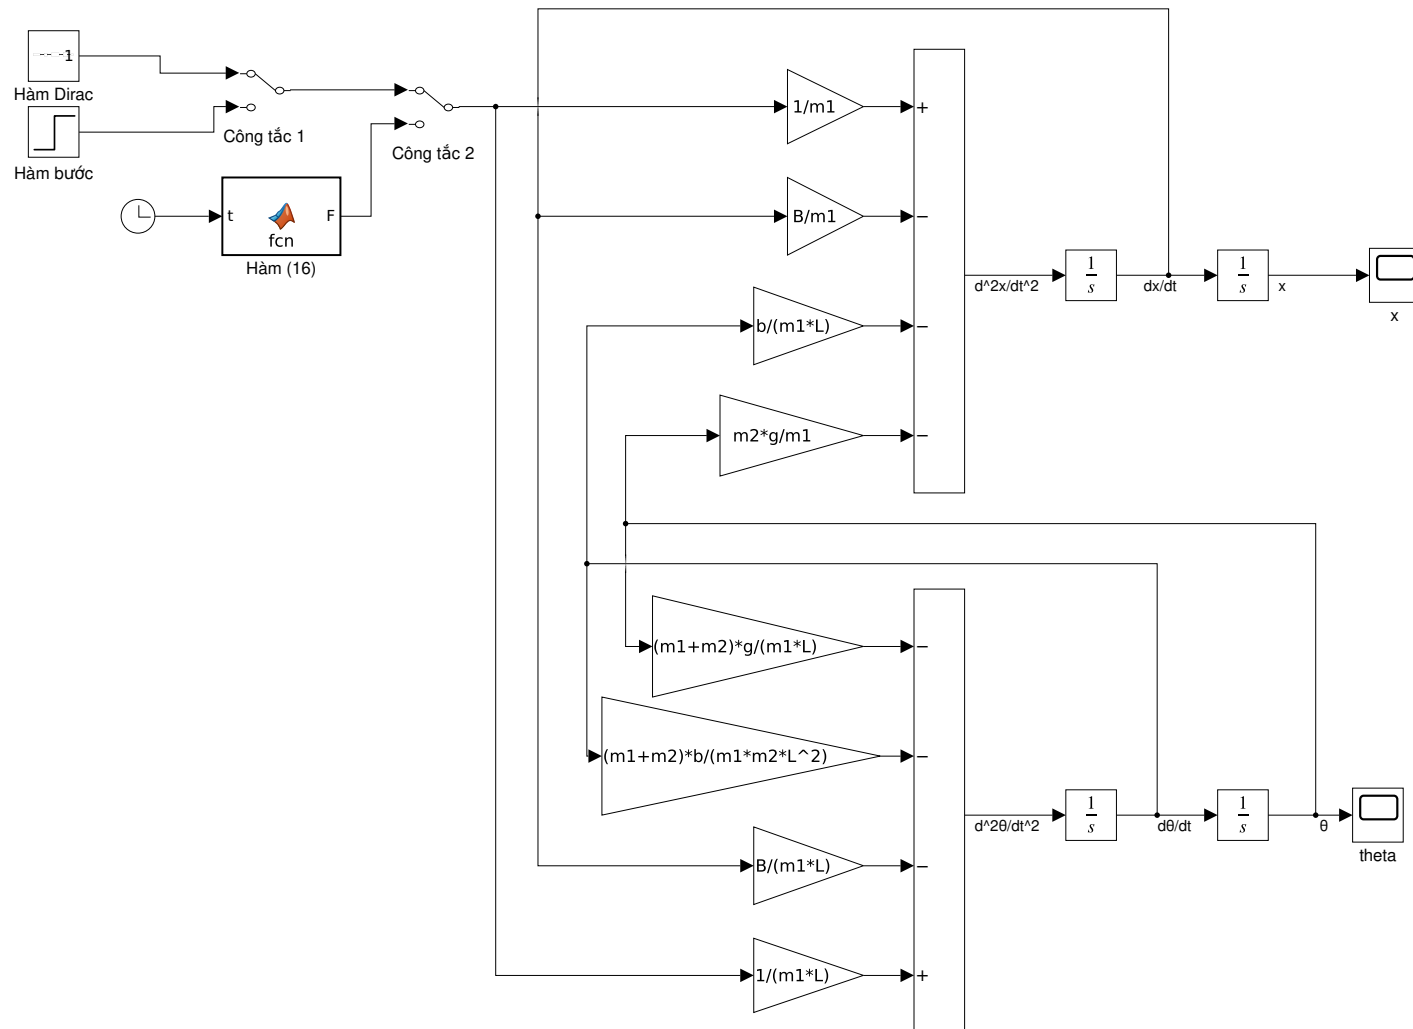 1
Hàm Dirac
Hàm bước
Công tắc 1
Công tắc 2
t
F
fcn
Hàm (16)
1/m1
+
B/m1
−
b/(m1*L)
−
m2*g/m1
−
d^2x/dt^2
1
s
dx/dt
1
s
x
x
(m1+m2)*g/(m1*L)
−
(m1+m2)*b/(m1*m2*L^2)
−
B/(m1*L)
−
1/(m1*L)
+
d^2θ/dt^2
1
s
dθ/dt
1
s
θ
theta